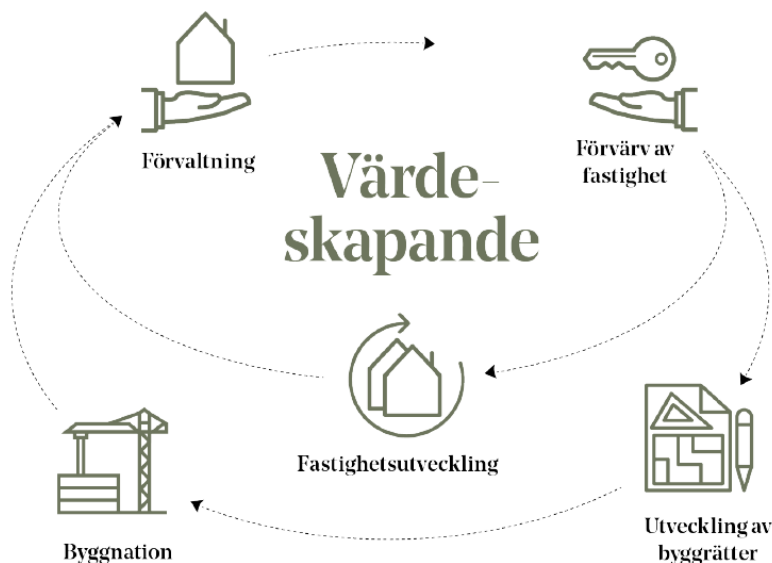 Förvaltning
Förvärv av
fastighet
Värde-
skapande
Fastighetsutveckling
Utveckling av
byggrätter
Byggnation